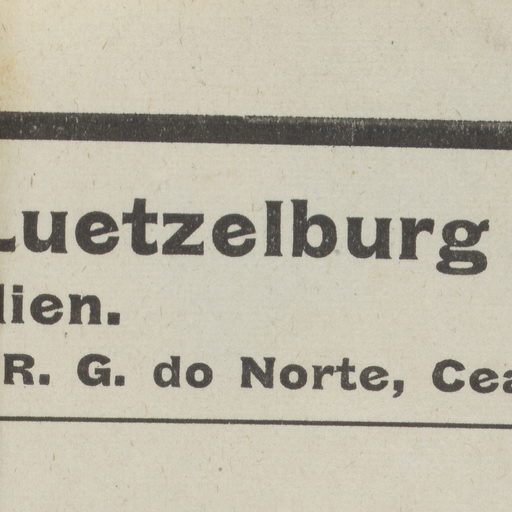 Luetzelburg
lien.
R. G. do Norte, Cea